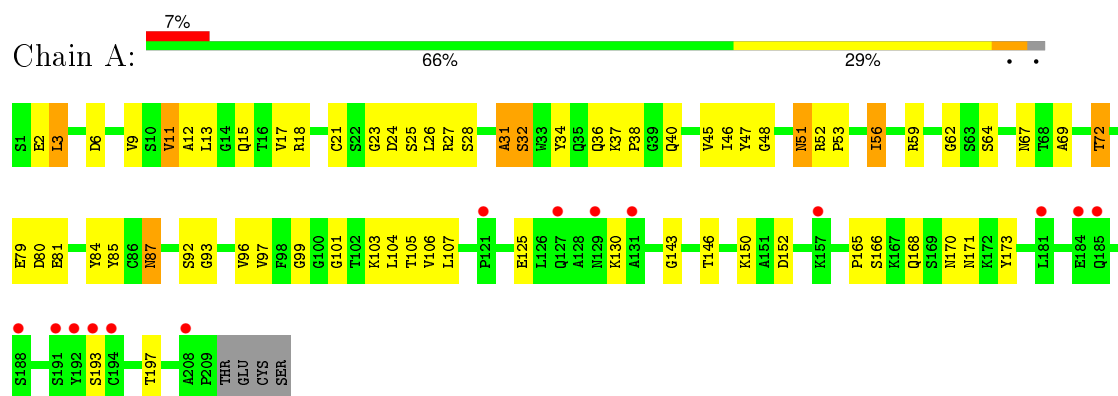 7%
Chain A:
66% 29% • •
S1 E2 L3 D6 V9 S10 V11 A12 L13 G14 Q15 T16 V17 R18 C21 S22 G23 D24 S25 L26 R27 S28 A31 S32 W33 Y34 Q35 Q36 K37 P38 G39 Q40 V45 I46 Y47 G48 N51 R52 P53 I56 R59 G62 S63 S64 N67 T68 A69 T72
E79 D80 E81 Y84 Y85 C86 N87 S92 G93 V96 V97 F98 G99 G100 G101 T102 K103 L104 T105 V106 L107 P121 E125 L126 Q127 A128 N129 K130 A131 G143 T146 K150 A151 D152 K157 P165 S166 K167 Q168 S169 N170 N171 K172 Y173 L181 E184 Q185
S188 S191 Y192 S193 C194 T197 A208 P209 THR GLU CYS SER